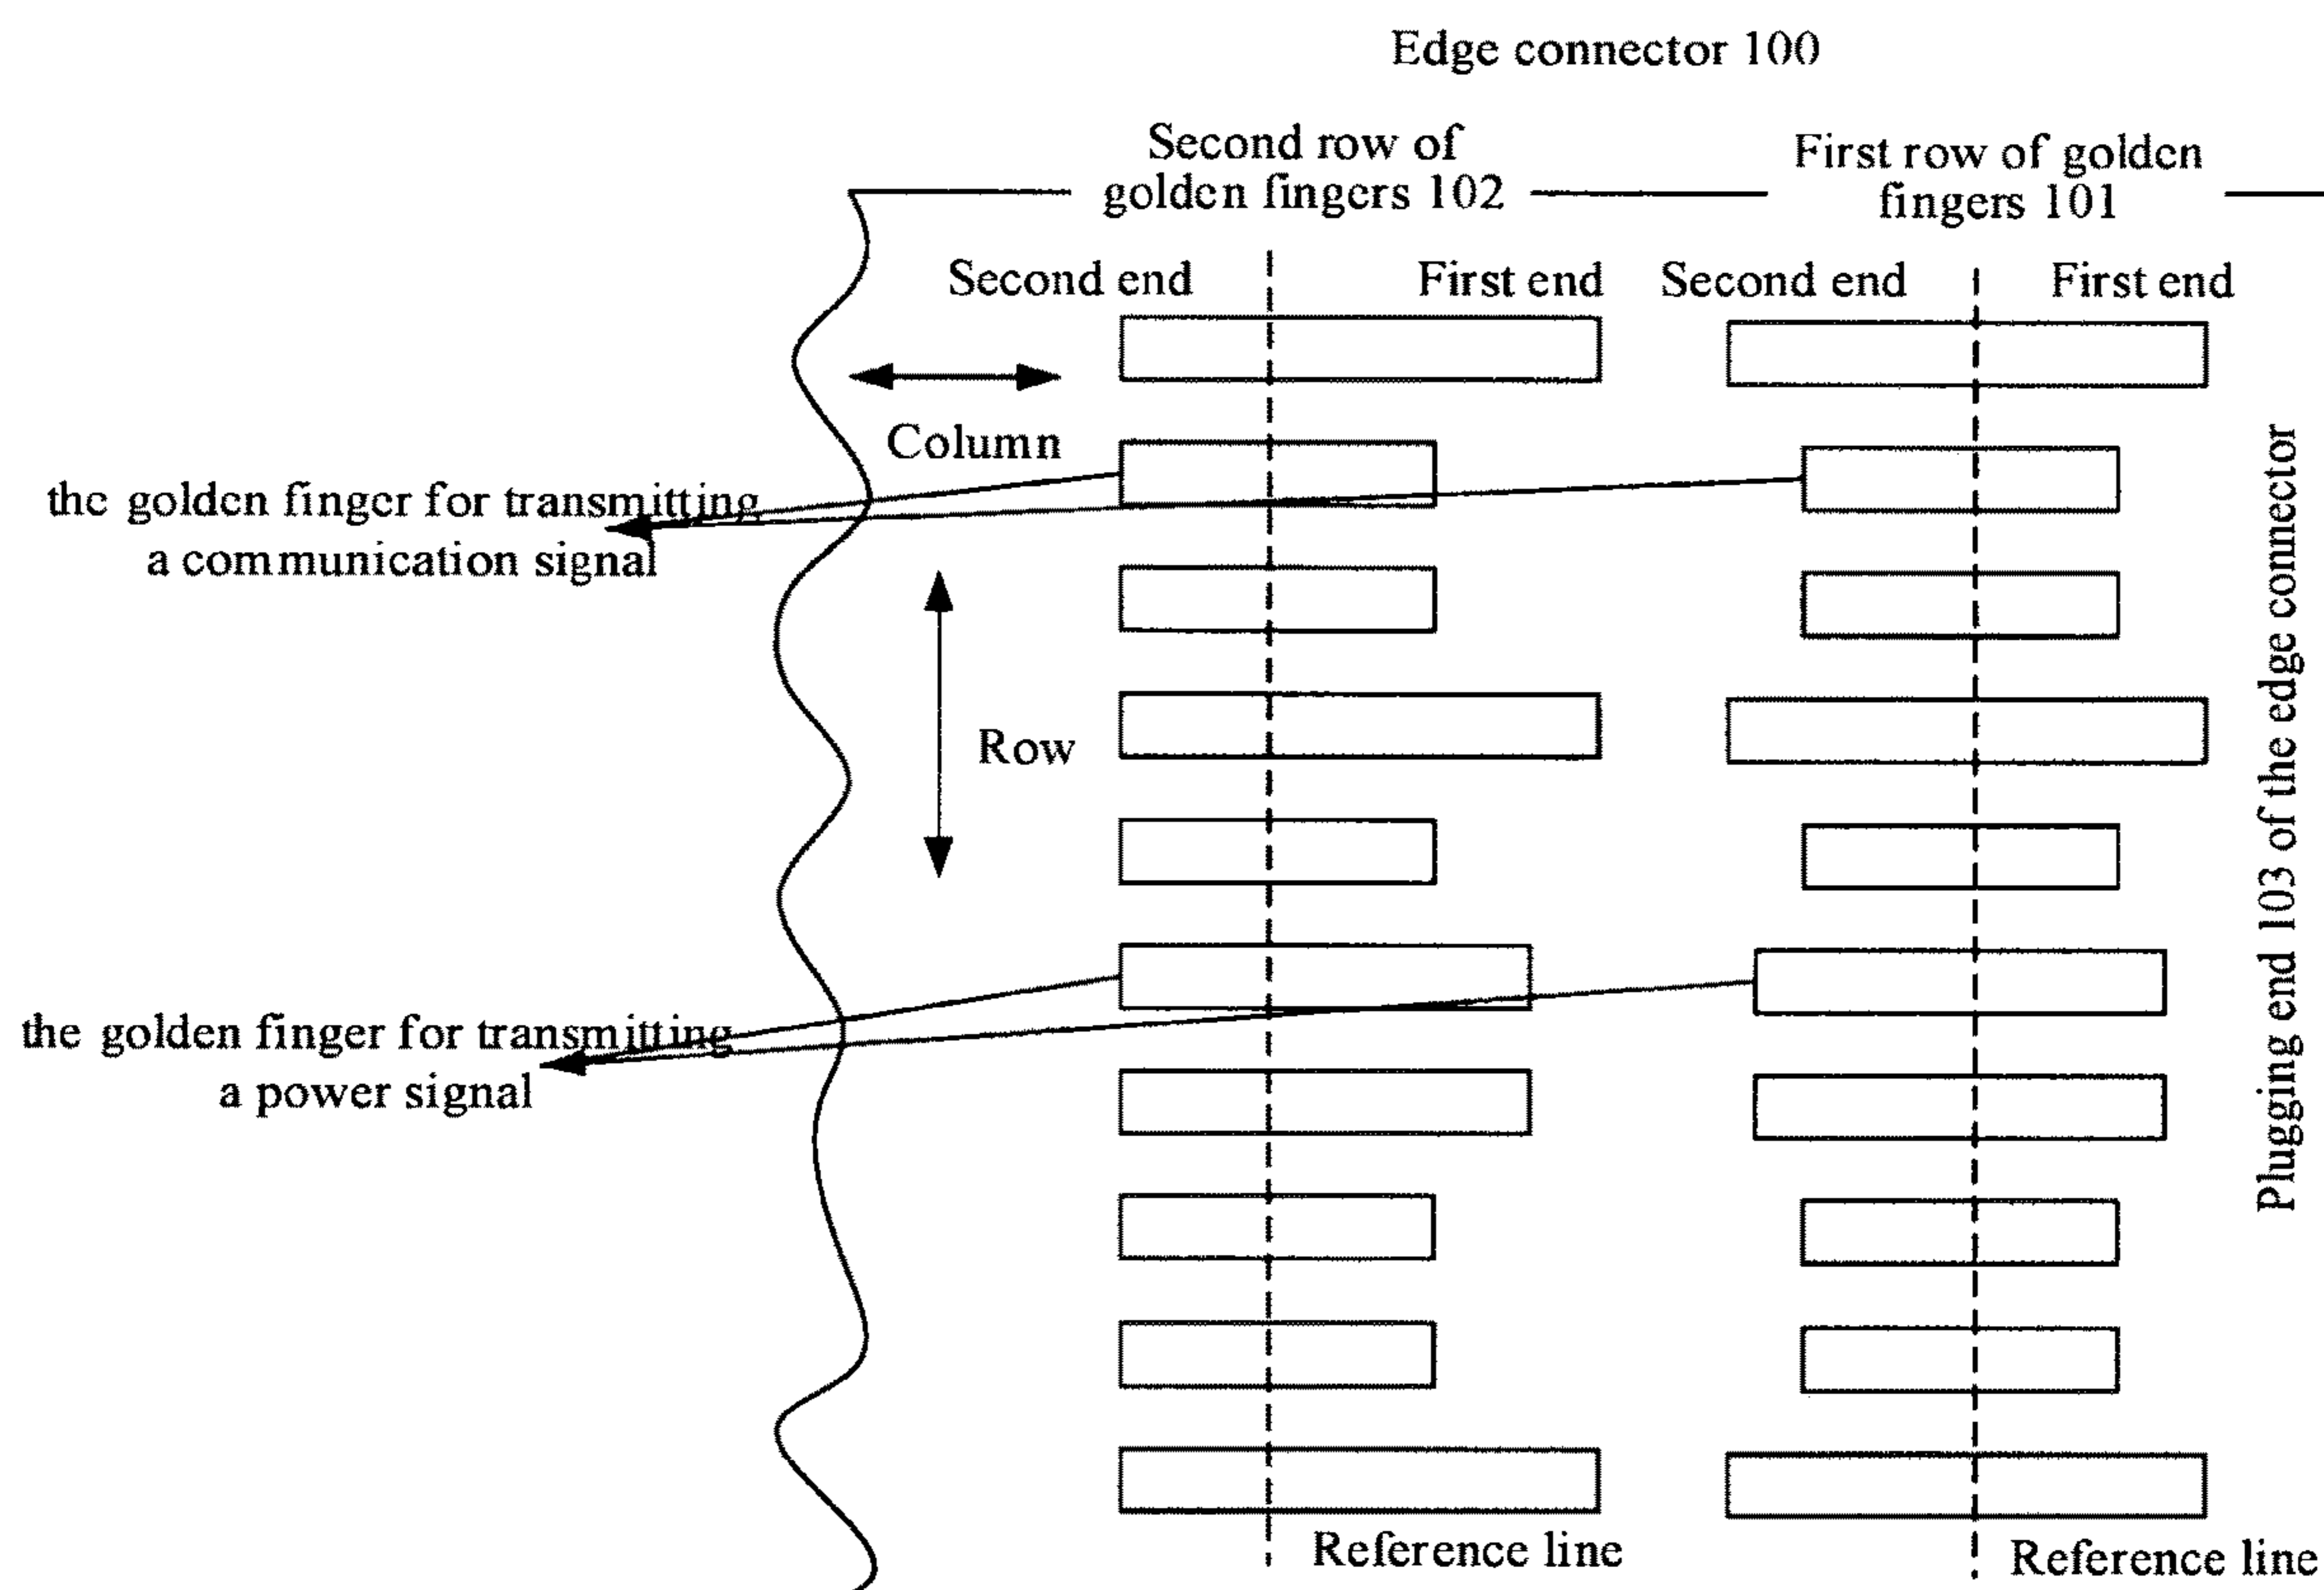 Edge connector 100
Second row of
golden fingers 102
First row of golden
fingers 101
Second end
First end
Second end
First end
Column
the golden finger for transmitting
a communication signal
Row
Plugging end 103 of the edge connector
the golden finger for transmitting
a power signal
Reference line
Reference line